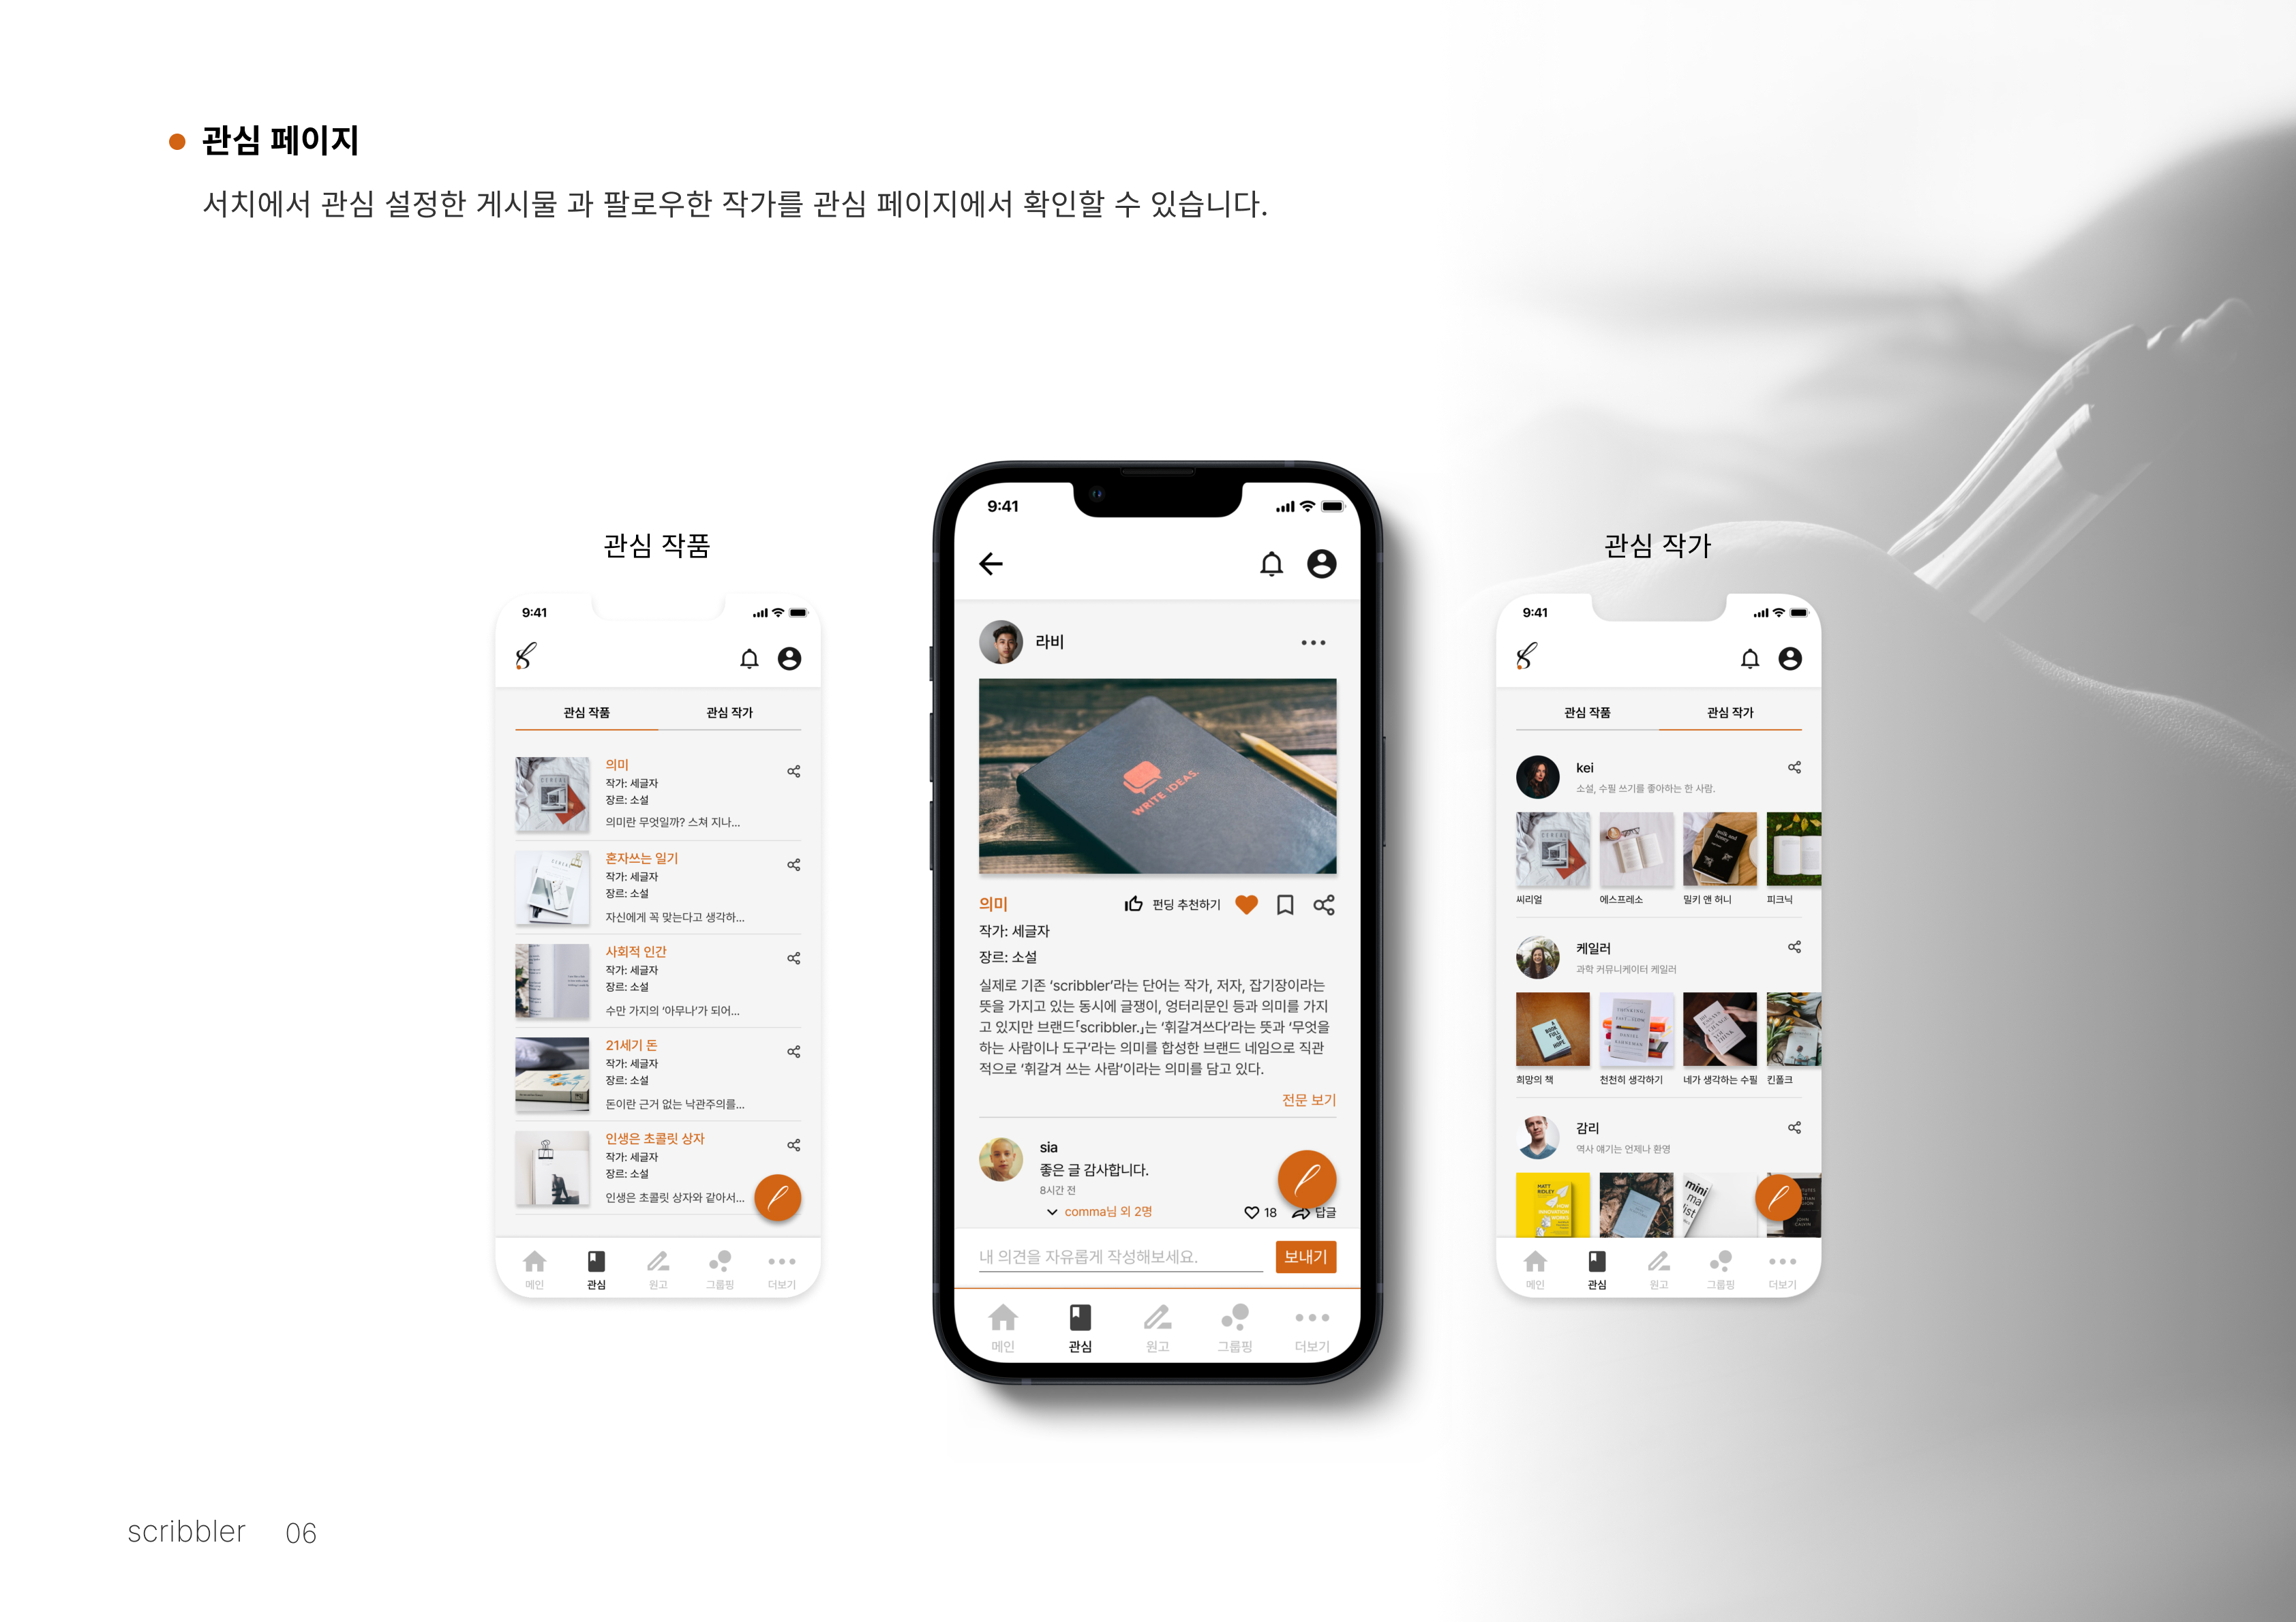 관심 페이지
서치에서 관심 설정한 게시물 과 팔로우한 작가를 관심 페이지에서 확인할 수 있습니다.
관심 작품
9:41
관심 작품 관심 작가
의미
작가: 세글자
장르: 소설
의미란 무엇일까? 스쳐 지나...
혼자쓰는 일기
작가: 세글자
장르: 소설
자신에게 꼭 맞는다고 생각하...
사회적 인간
작가: 세글자
장르: 소설
수만 가지의 ‘아무나’가 되어...
21세기 돈
작가: 세글자
장르: 소설
돈이란 근거 없는 낙관주의를...
인생은 초콜릿 상자
작가: 세글자
장르: 소설
인생은 초콜릿 상자와 같아서...
메인 관심 원고 그룹핑 더보기
9:41
라비
WRITE IDEAS.
의미 펀딩 추천하기
작가: 세글자
장르: 소설
실제로 기존 ‘scribbler’라는 단어는 작가, 저자, 잡기장이라는
뜻을 가지고 있는 동시에 글쟁이, 엉터리문인 등과 의미를 가지
고 있지만 브랜드「scribbler.」는 ‘휘갈겨쓰다’라는 뜻과 ‘무엇을
하는 사람이나 도구’라는 의미를 합성한 브랜드 네임으로 직관
적으로 ‘휘갈겨 쓰는 사람’이라는 의미를 담고 있다.
전문 보기
sia
좋은 글 감사합니다.
8시간 전
comma님 외 2명 18 답글
내 의견을 자유롭게 작성해보세요. 보내기
메인 관심 원고 그룹핑 더보기
관심 작가
9:41
관심 작품 관심 작가
kei
소설, 수필 쓰기를 좋아하는 한 사람.
CEREAL
milk and honey
씨리얼 에스프레소 밀키 앤 허니 피크닉
케일러
과학 커뮤니케이터 케일러
A BOOK FULL OF HOPE
희망의 책 천천히 생각하기 네가 생각하는 수필 킨폴크
감리
역사 얘기는 언제나 환영
MATT RIDLEY
HOW INNOVATION WORKS
mini
ma
list
JOHN CALVIN
메인 관심 원고 그룹핑 더보기
scribbler 06